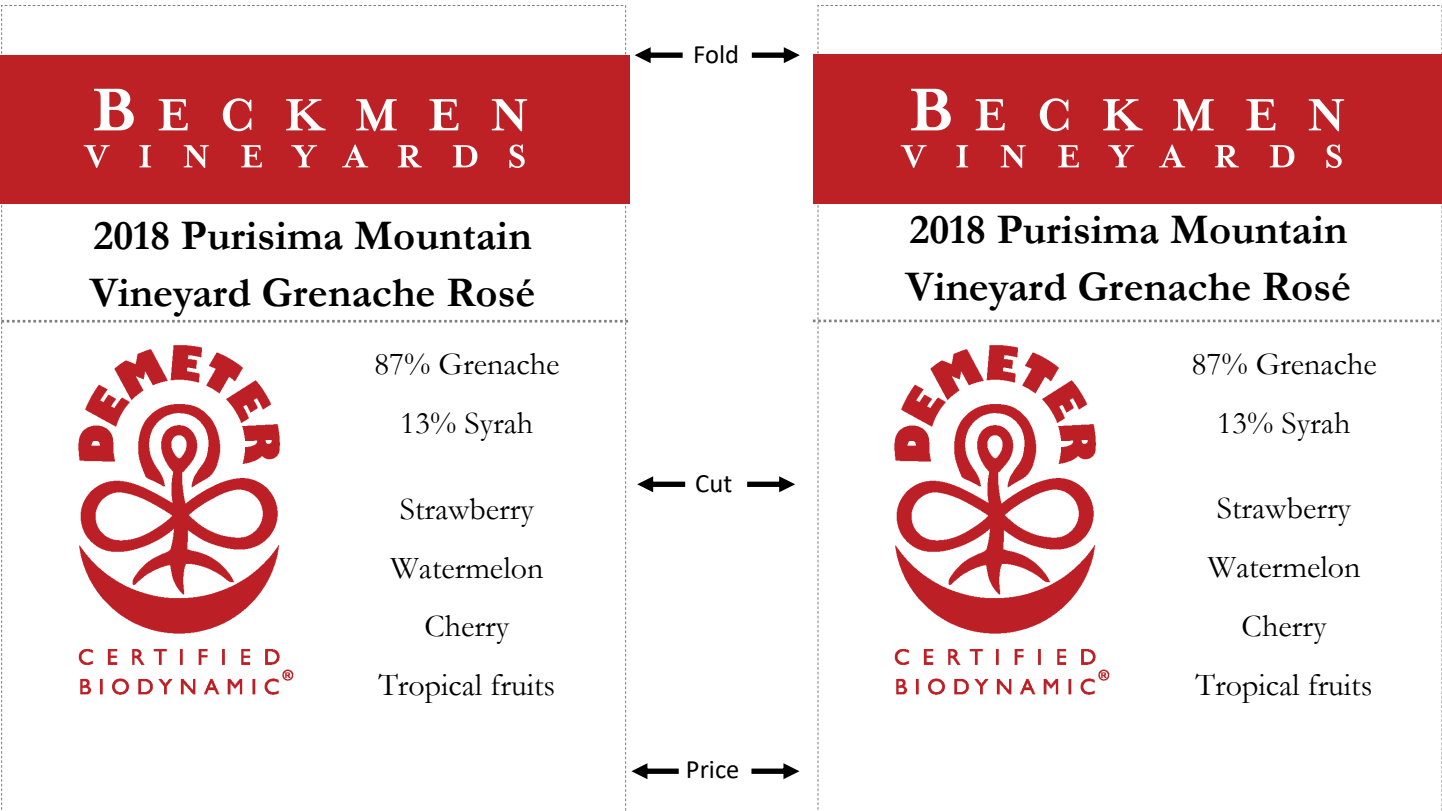 BECKMEN
VINEYARDS
2018 Purisima Mountain
Vineyard Grenache Rosé
DEMETER
CERTIFIED
BIODYNAMIC®
87% Grenache
13% Syrah
Strawberry
Watermelon
Cherry
Tropical fruits
Fold
Cut
Price
BECKMEN
VINEYARDS
2018 Purisima Mountain
Vineyard Grenache Rosé
DEMETER
CERTIFIED
BIODYNAMIC®
87% Grenache
13% Syrah
Strawberry
Watermelon
Cherry
Tropical fruits